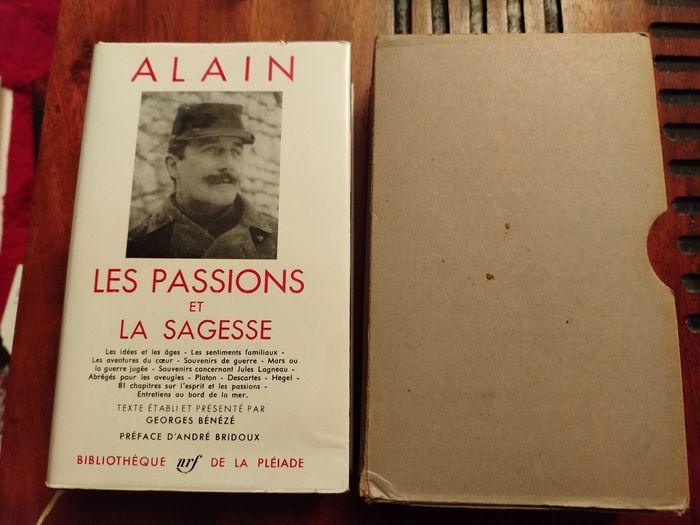 ALAIN
LES PASSIONS
ET
LA SAGESSE
Les idées et les âges - Les sentiments familiaux -
Les aventures du cœur - Souvenirs de guerre - Mars ou
la guerre jugée - Souvenirs concernant Jules Lagneau -
Abrégés pour les aveugles - Platon - Descartes - Hegel -
81 chapitres sur l'esprit et les passions -
Entretiens au bord de la mer.
TEXTE ÉTABLI ET PRÉSENTÉ PAR
GEORGES BÉNÉZÉ
PRÉFACE D'ANDRÉ BRIDOUX
BIBLIOTHÈQUE nrf DE LA PLÉIADE